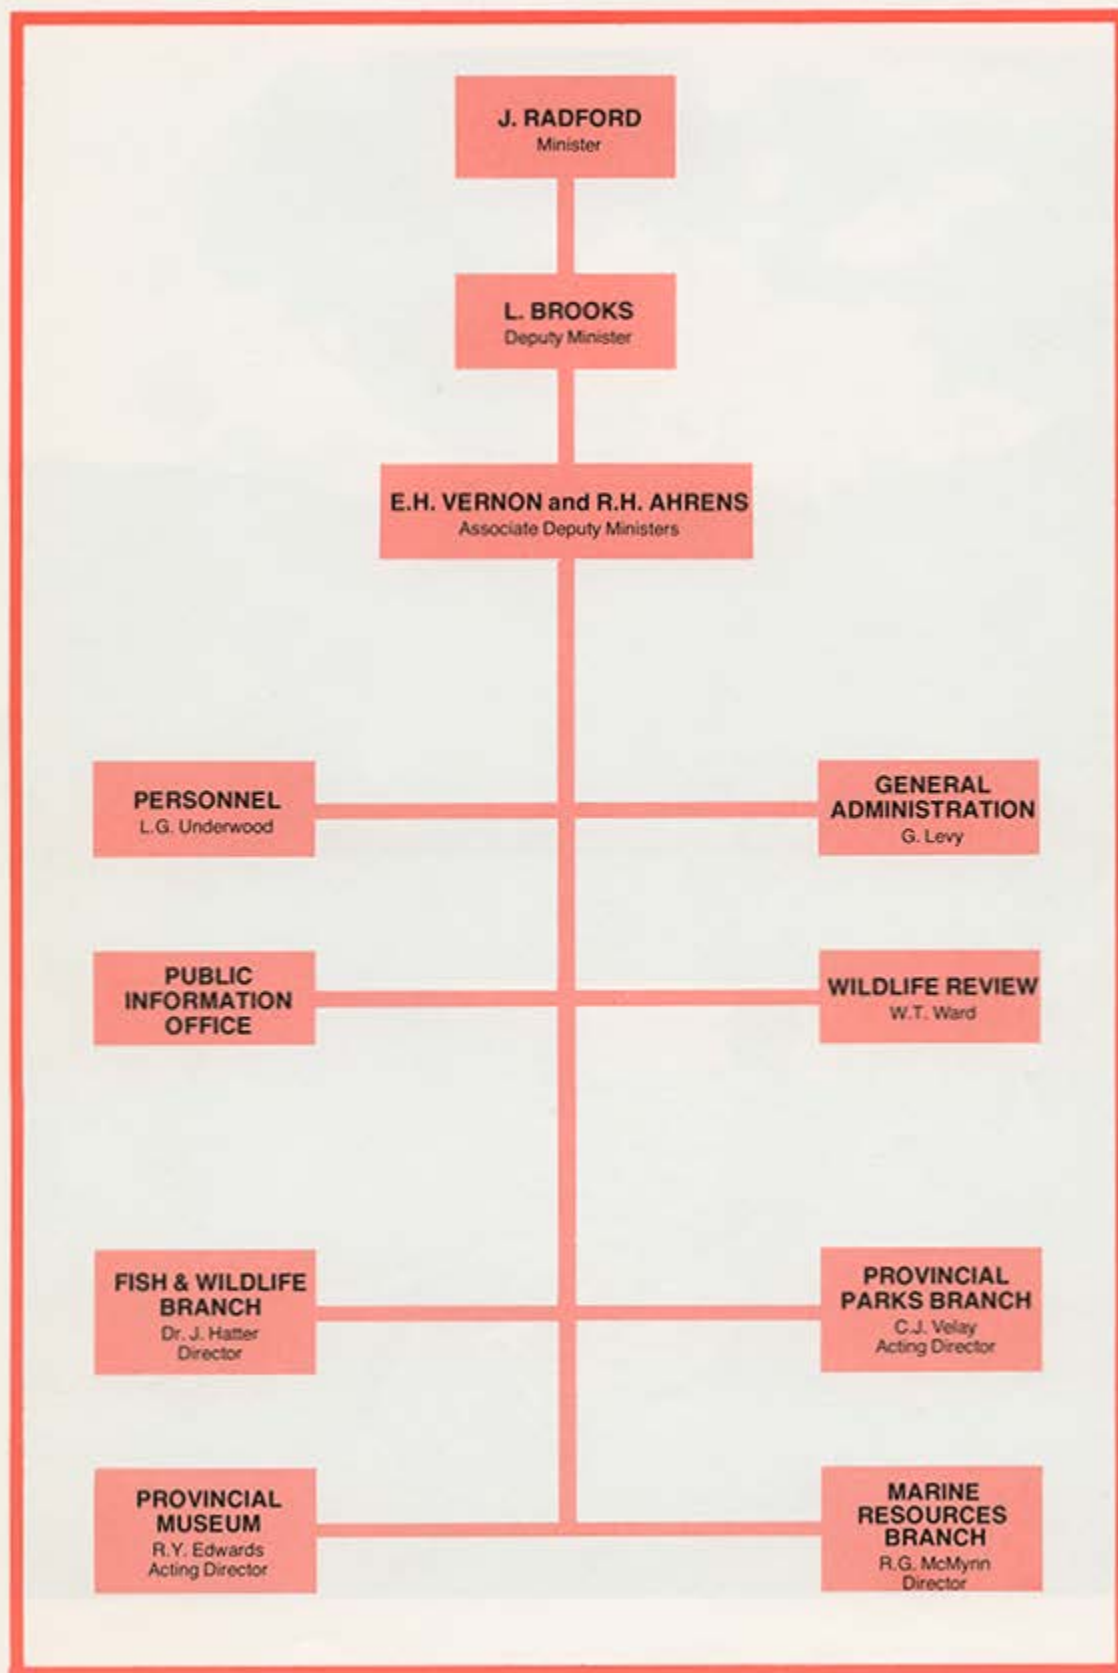 J. RADFORD
Minister
L. BROOKS
Deputy Minister
E.H. VERNON and R.H. AHRENS
Associate Deputy Ministers
PERSONNEL
L.G. Underwood
GENERAL
ADMINISTRATION
G. Levy
PUBLIC
INFORMATION
OFFICE
WILDLIFE REVIEW
W.T. Ward
FISH & WILDLIFE
BRANCH
Dr. J. Hatter
Director
PROVINCIAL
PARKS BRANCH
C.J. Velay
Acting Director
PROVINCIAL
MUSEUM
R.Y. Edwards
Acting Director
MARINE
RESOURCES
BRANCH
R.G. McMynn
Director